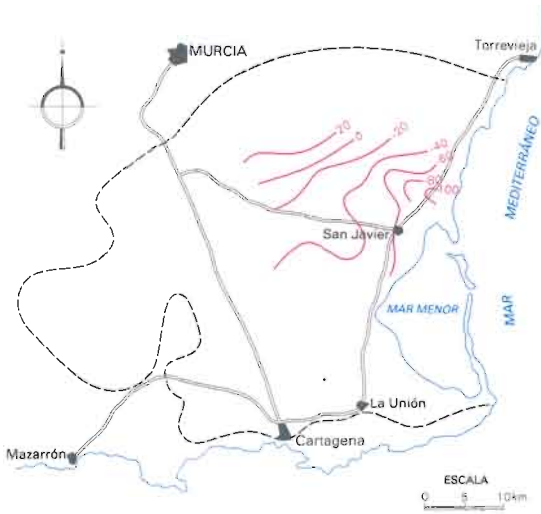 MURCIA
Torrevieja
20
0
-20
-40
-60
-80
-100
MEDITERRÁNEO
San Javier
MAR MENOR
MAR
La Unión
Cartagena
Mazarrón
ESCALA
0 5 10km